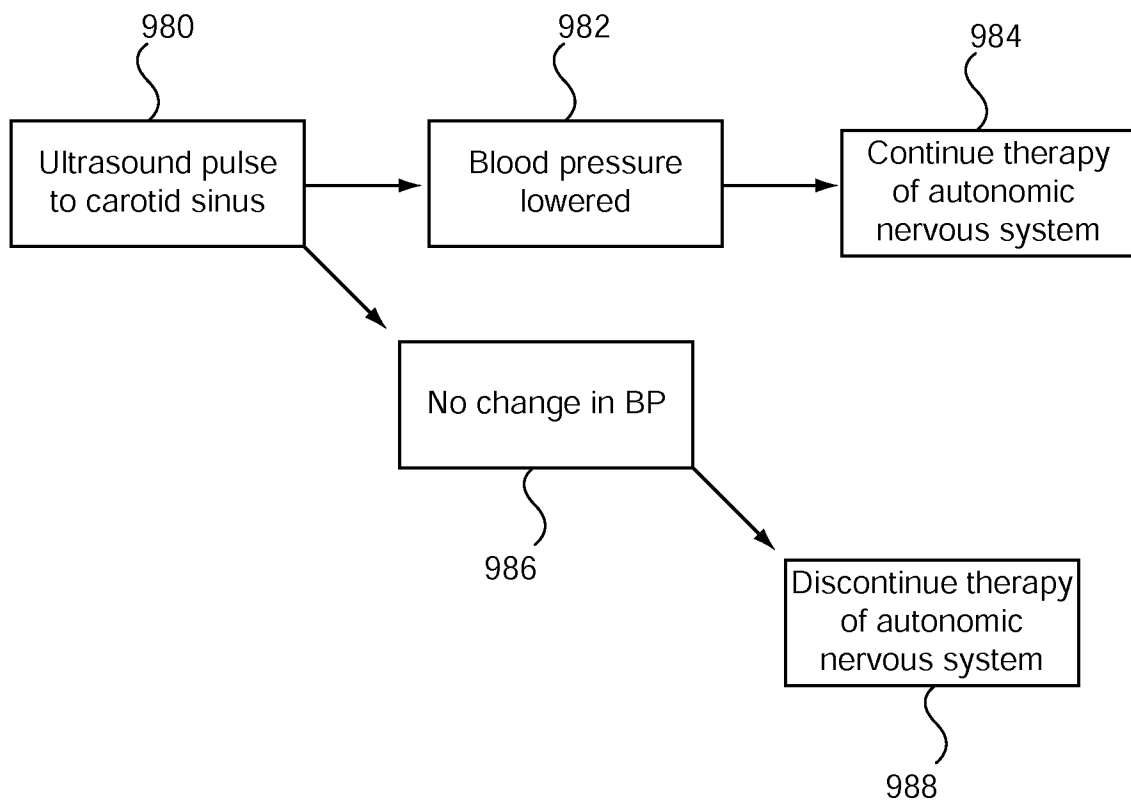 980
982
984
Ultrasound pulse
to carotid sinus
Blood pressure
lowered
Continue therapy
of autonomic
nervous system
No change in BP
986
Discontinue therapy
of autonomic
nervous system
988